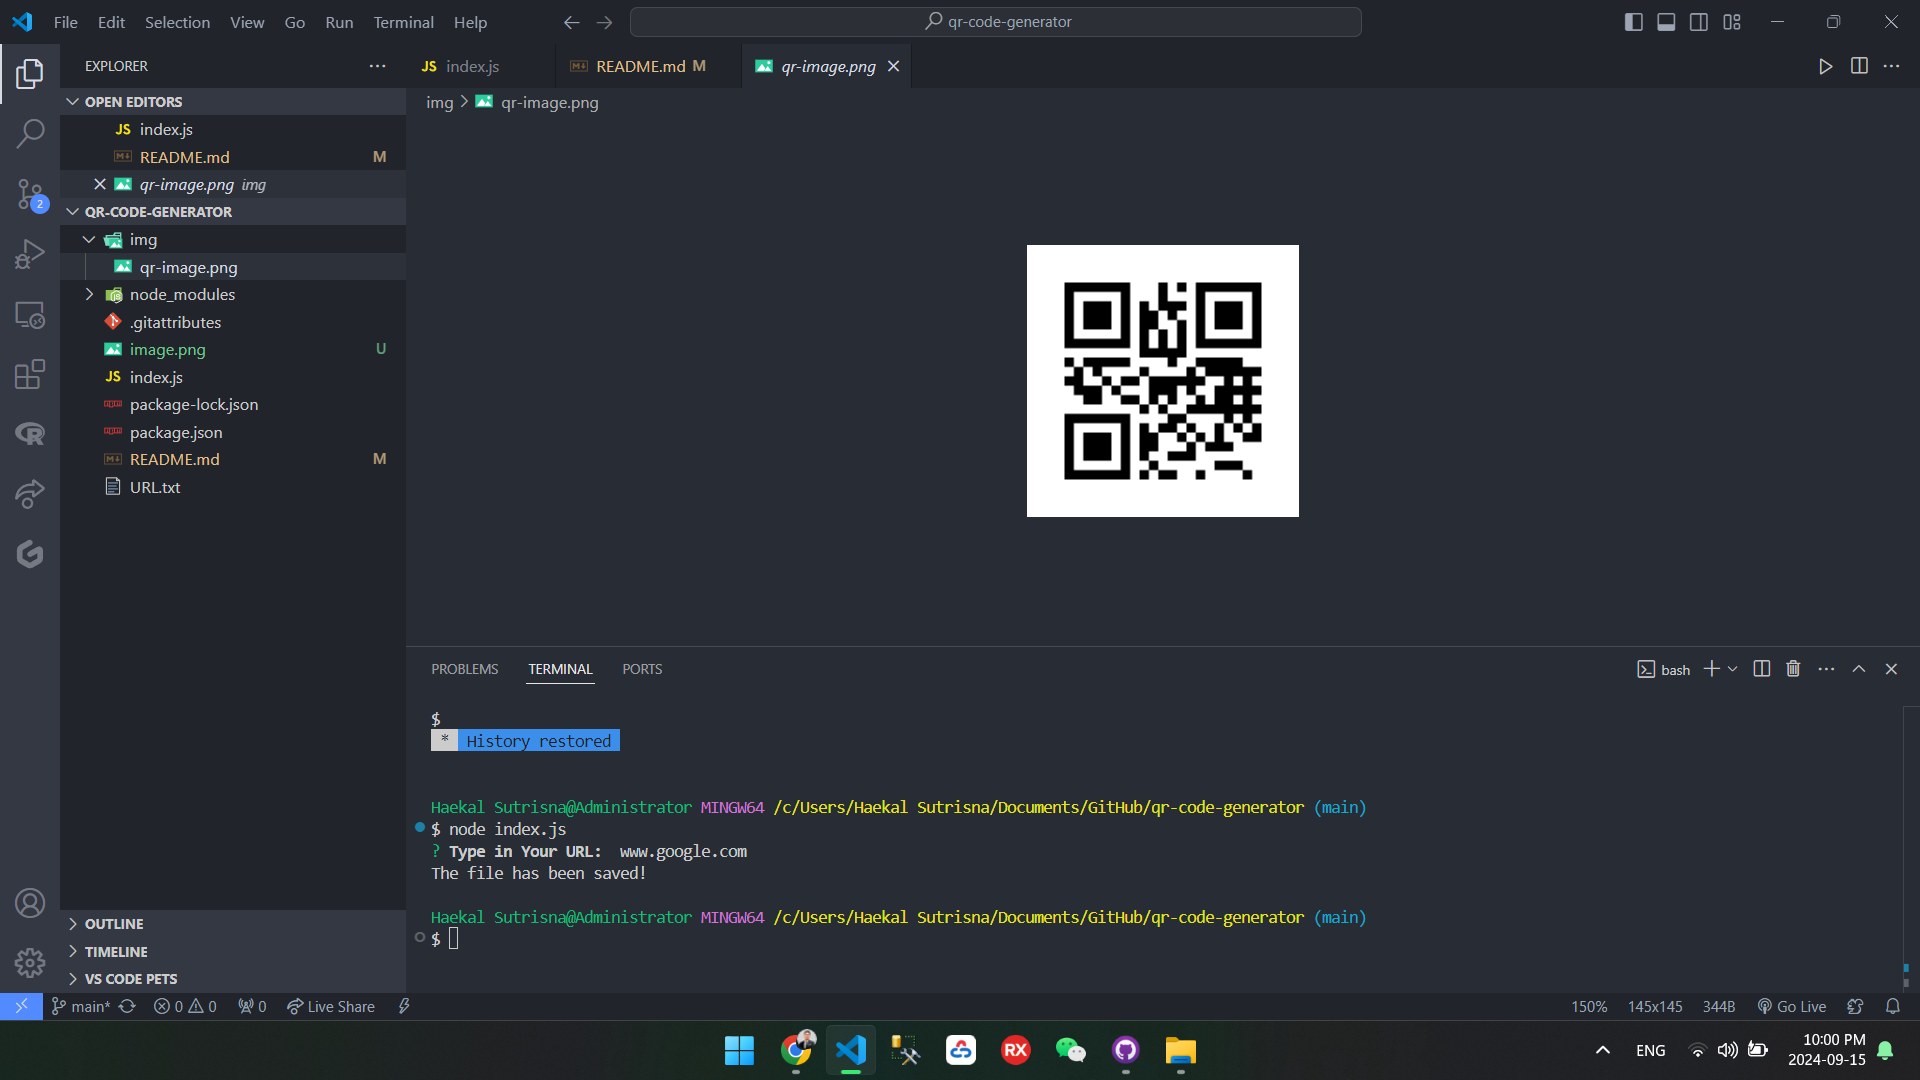 File Edit Selection View Go Run Terminal Help
qr-code-generator
EXPLORER
JS index.js
README.md M
qr-image.png
OPEN EDITORS
JS index.js
README.md M
qr-image.png img
img > qr-image.png
QR-CODE-GENERATOR
img
qr-image.png
node_modules
.gitattributes
image.png U
JS index.js
package-lock.json
package.json
README.md M
URL.txt
2
OUTLINE
TIMELINE
VS CODE PETS
PROBLEMS TERMINAL PORTS
bash
$
* History restored
Haekal Sutrisna@Administrator MINGW64 /c/Users/Haekal Sutrisna/Documents/GitHub/qr-code-generator (main)
$ node index.js
? Type in Your URL: www.google.com
The file has been saved!
Haekal Sutrisna@Administrator MINGW64 /c/Users/Haekal Sutrisna/Documents/GitHub/qr-code-generator (main)
$
main* 0 0 0 Live Share
150% 145x145 344B Go Live
RX
ENG
10:00 PM
2024-09-15